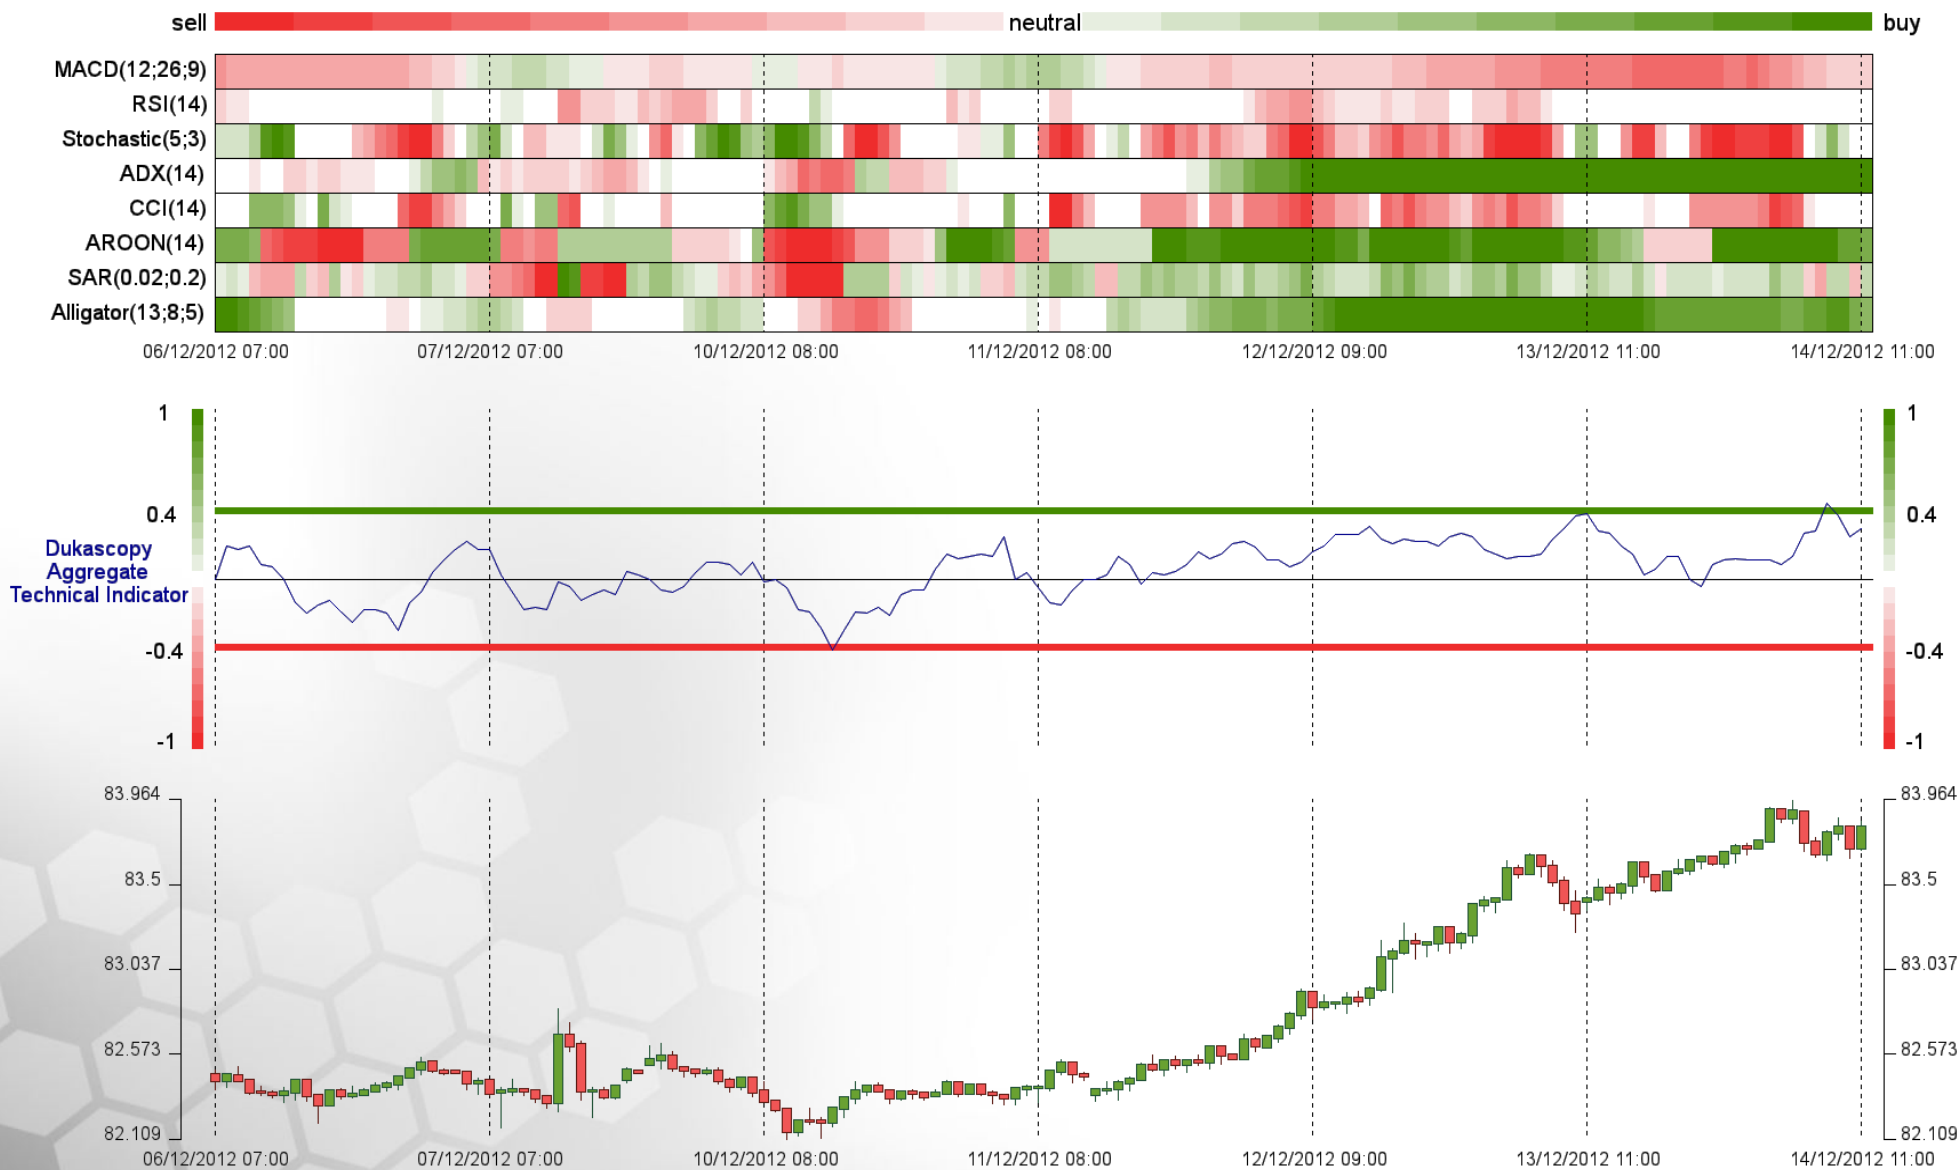 sell neutral buy
MACD(12;26;9)
RSI(14)
Stochastic(5;3)
ADX(14)
CCI(14)
AROON(14)
SAR(0.02;0.2)
Alligator(13;8;5)
06/12/2012 07:00 07/12/2012 07:00 10/12/2012 08:00 11/12/2012 08:00 12/12/2012 09:00 13/12/2012 11:00 14/12/2012 11:00
1 1
0.4 0.4
Dukascopy
Aggregate
Technical Indicator
-0.4 -0.4
-1 -1
83.964 83.964
83.5 83.5
83.037 83.037
82.573 82.573
82.109 82.109
06/12/2012 07:00 07/12/2012 07:00 10/12/2012 08:00 11/12/2012 08:00 12/12/2012 09:00 13/12/2012 11:00 14/12/2012 11:00